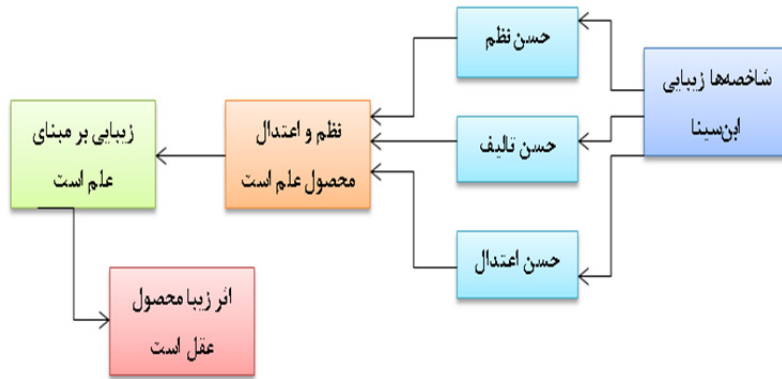 شاخصه‌ها زیبایی
ابن‌سینا
حسن نظم
حسن تالیف
حسن اعتدال
نظم و اعتدال
محصول علم است
زیبایی بر مبنای
علم است
اثر زیبا محصول
عقل است